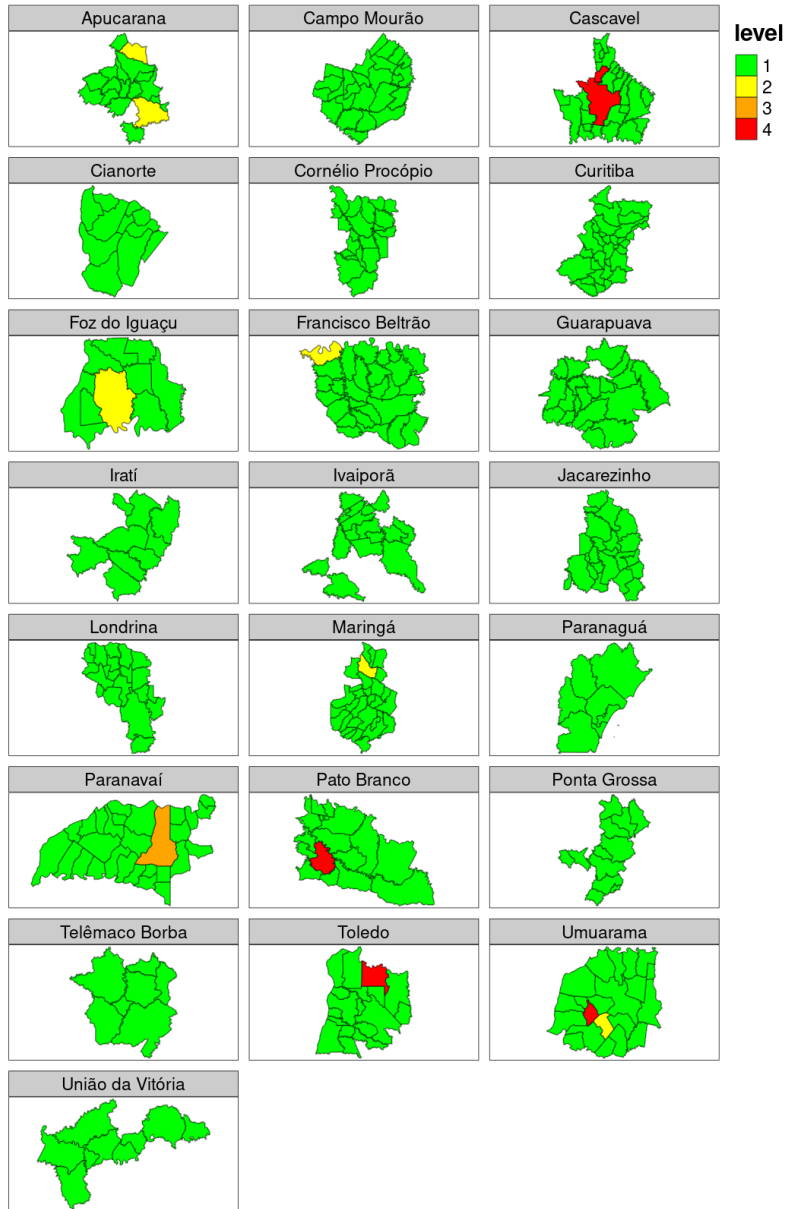 Apucarana
Campo Mourão
Cascavel
level
1
2
3
4
Cianorte
Cornélio Procópio
Curitiba
Foz do Iguaçu
Francisco Beltrão
Guarapuava
Iratí
Ivaiporã
Jacarezinho
Londrina
Maringá
Paranaguá
Paranavaí
Pato Branco
Ponta Grossa
Telêmaco Borba
Toledo
Umuarama
União da Vitória